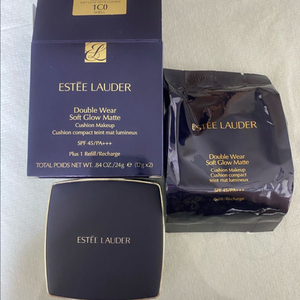 1C0
ESTĒE LAUDER
Double Wear
Soft Glow Matte
Cushion Makeup
Cushion compact teint mat lumineux
SPF 45/PA+++
Plus 1 Refill/Recharge
TOTAL POIDS NET WT. .84 OZ./24g ℮ (12g x2)
ESTĒE LAUDER
Double Wear
Soft Glow Matte
Cushion Makeup
Cushion compact
teint mat lumineux
SPF 45/PA+++
Refill/Recharge
ESTĒE LAUDER